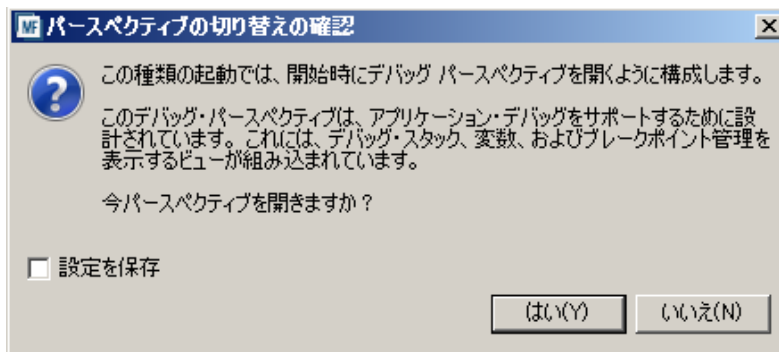 MF パースペクティブの切り替えの確認
この種類の起動では、開始時にデバッグ パースペクティブを開くように構成します。
このデバッグ・パースペクティブは、アプリケーション・デバッグをサポートするために設
計されています。これには、デバッグ・スタック、変数、およびブレークポイント管理を
表示するビューが組み込まれています。
今パースペクティブを開きますか？
設定を保存
はい(Y)
いいえ(N)